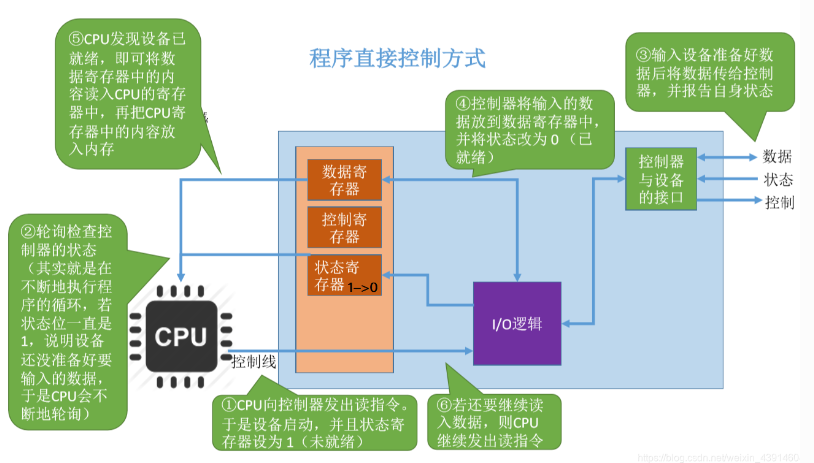 程序直接控制方式
⑤CPU发现设备已
就绪，即可将数
据寄存器中的内
容读入CPU的寄存
器中，再把CPU寄
存器中的内容放
入内存
③输入设备准备好数
据后将数据传给控制
器，并报告自身状态
④控制器将输入的数
据放到数据寄存器中，
并将状态改为 0 （已
就绪）
数据寄
存器
控制寄
存器
状态寄
存器 1–>0
控制器
与设备
的接口
数据
状态
控制
②轮询检查控
制器的状态
（其实就是在
不断地执行程
序的循环，若
状态位一直是
1，说明设备
还没准备好要
输入的数据，
于是CPU会不
断地轮询）
CPU
I/O逻辑
控制线
①CPU向控制器发出读指令。
于是设备启动，并且状态寄
存器设为 1（未就绪）
⑥若还要继续读
入数据，则CPU
继续发出读指令